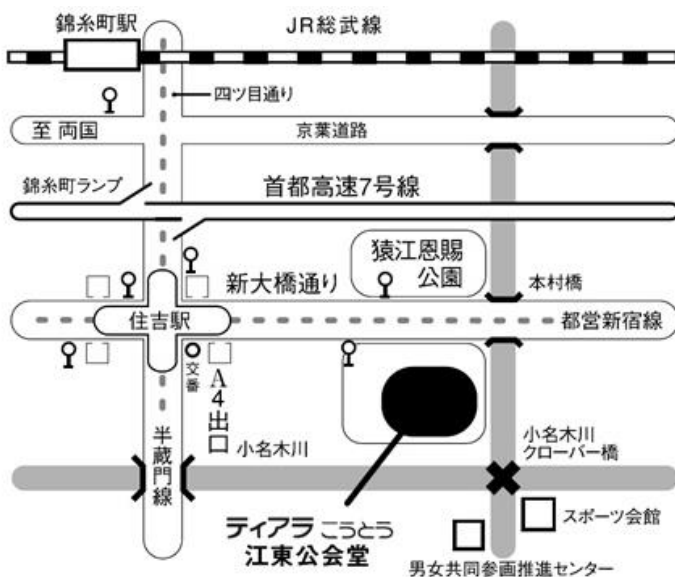 錦糸町駅
JR総武線
四ツ目通り
至 両国
京葉道路
錦糸町ランプ
首都高速7号線
猿江恩賜
公園
新大橋通り
本村橋
住吉駅
都営新宿線
交番
A4出口
半蔵門線
小名木川
小名木川
クローバー橋
ティアラ こうとう
江東公会堂
スポーツ会館
男女共同参画推進センター